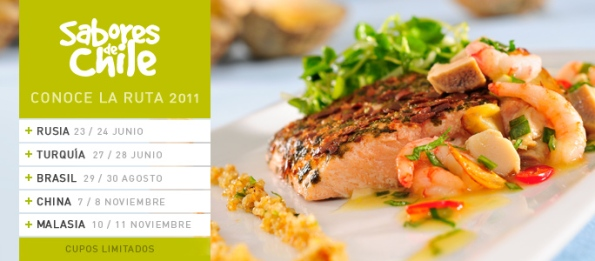 Sabores
de
Chile
CONOCE LA RUTA 2011
+ RUSIA 23 / 24 JUNIO
+ TURQUÍA 27 / 28 JUNIO
+ BRASIL 29 / 30 AGOSTO
+ CHINA 7 / 8 NOVIEMBRE
+ MALASIA 10 / 11 NOVIEMBRE
CUPOS LIMITADOS